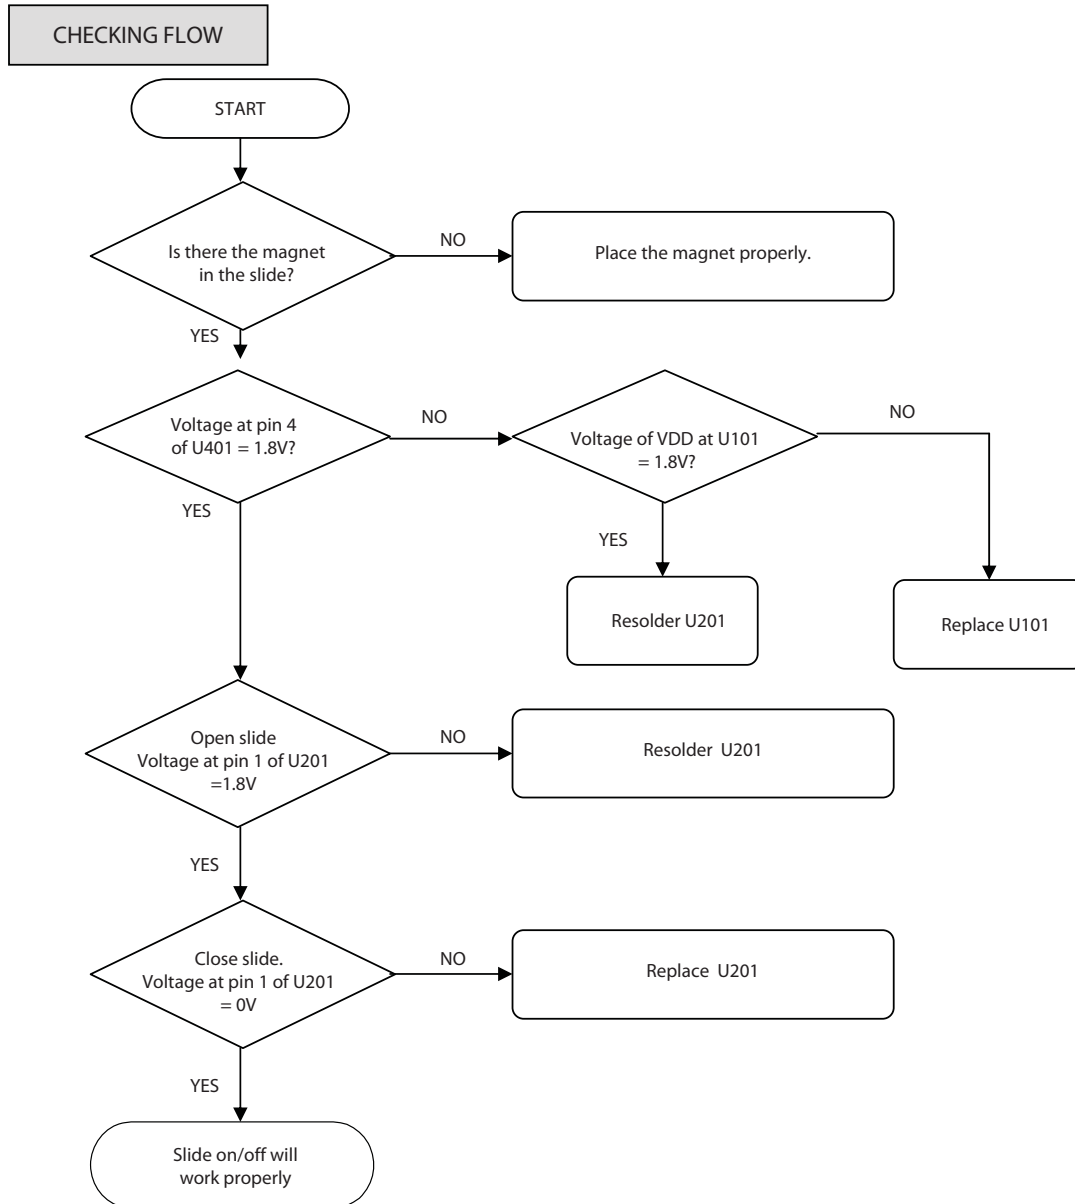 CHECKING FLOW
START
Is there the magnet
in the slide?
NO
Place the magnet properly.
YES
Voltage at pin 4
of U401 = 1.8V?
NO
Voltage of VDD at U101
= 1.8V?
NO
YES
YES
Resolder U201
Replace U101
Open slide
Voltage at pin 1 of U201
=1.8V
NO
Resolder U201
YES
Close slide.
Voltage at pin 1 of U201
= 0V
NO
Replace U201
YES
Slide on/off will
work properly